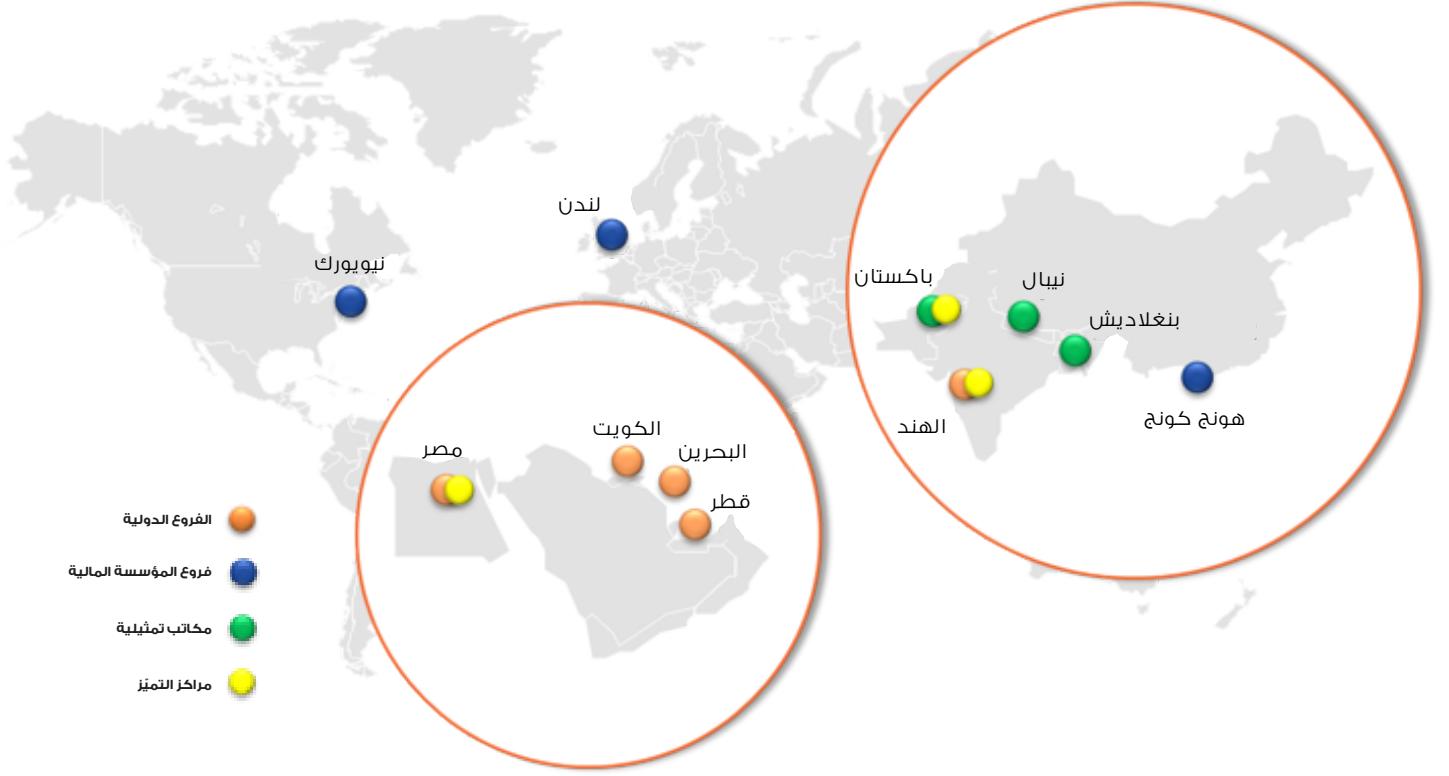 لندن
نيويورك
باكستان
نيبال
بنغلاديش
الهند
هونج كونج
الكويت
البحرين
مصر
قطر
الفروع الدولية
فروع المؤسسة المالية
مكاتب تمثيلية
مراكز التميّز